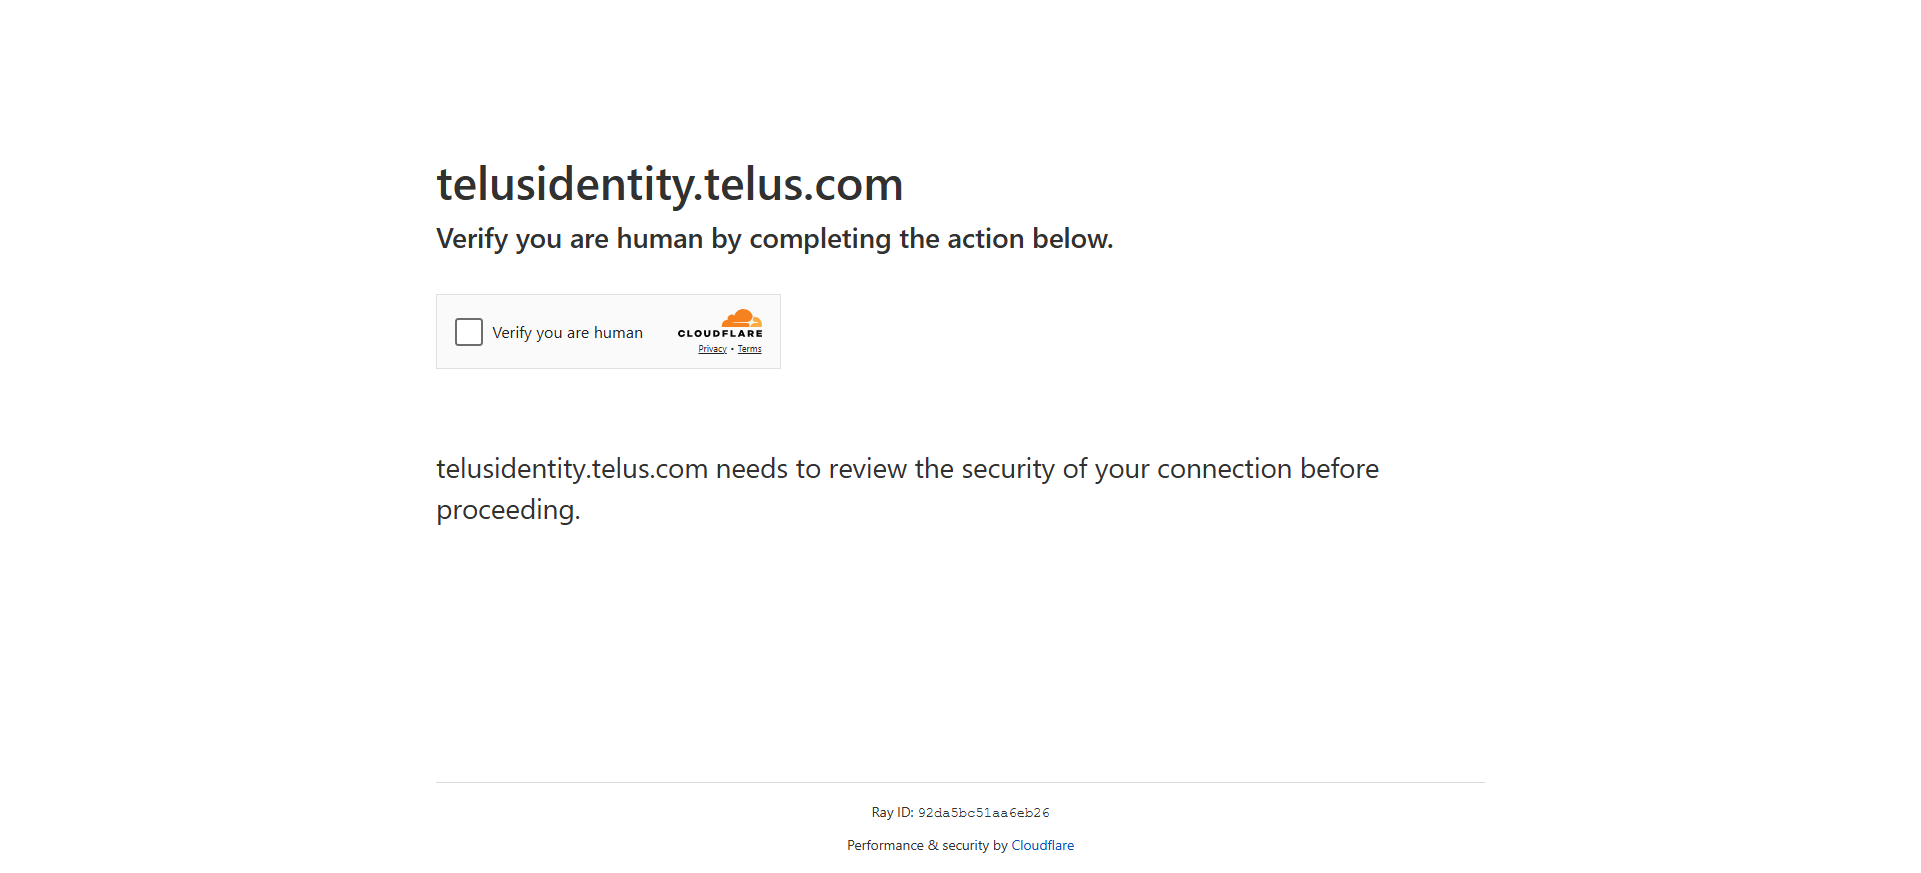 telusidentity.telus.com
Verify you are human by completing the action below.
Verify you are human
CLOUDFLARE
Privacy • Terms
telusidentity.telus.com needs to review the security of your connection before
proceeding.
Ray ID: 92da5bc51aa6eb26
Performance & security by Cloudflare